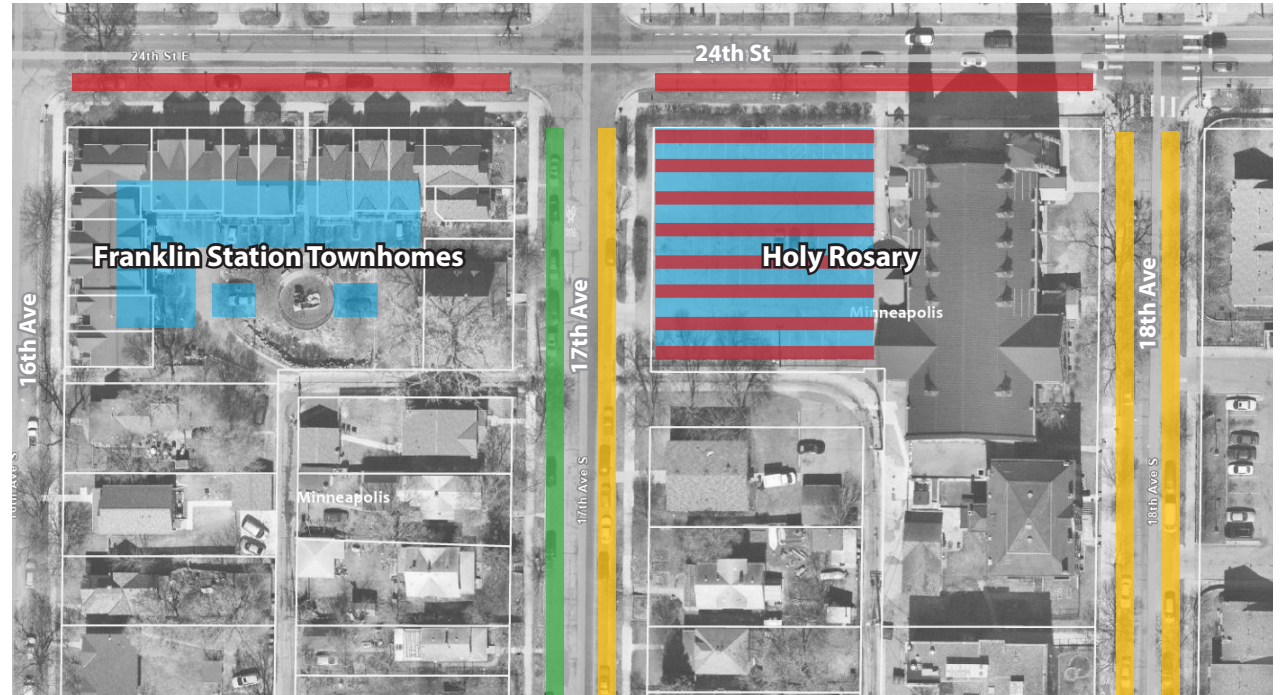 24th St
24th St E
Franklin Station Townhomes
Holy Rosary
Minneapolis
16th Ave
17th Ave
18th Ave
Minneapolis
17th Ave S
18th Ave S